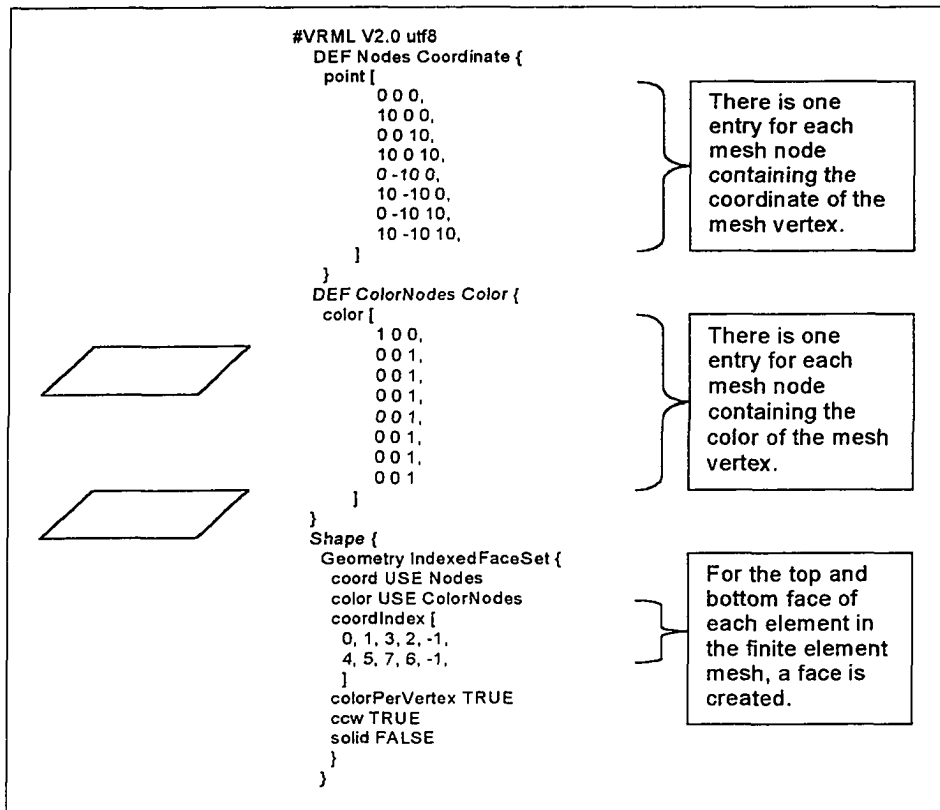 #VRML V2.0 utf8
DEF Nodes Coordinate {
point [
0 0 0,
10 0 0,
0 0 10,
10 0 10,
0 -10 0,
10 -10 0,
0 -10 10,
10 -10 10,
]
}
There is one
entry for each
mesh node
containing the
coordinate of the
mesh vertex.
DEF ColorNodes Color {
color [
1 0 0,
0 0 1,
0 0 1,
0 0 1,
0 0 1,
0 0 1,
0 0 1,
0 0 1
]
}
There is one
entry for each
mesh node
containing the
color of the mesh
vertex.
Shape {
Geometry IndexedFaceSet {
coord USE Nodes
color USE ColorNodes
coordIndex [
0, 1, 3, 2, -1,
4, 5, 7, 6, -1,
]
colorPerVertex TRUE
ccw TRUE
solid FALSE
}
}
For the top and
bottom face of
each element in
the finite element
mesh, a face is
created.